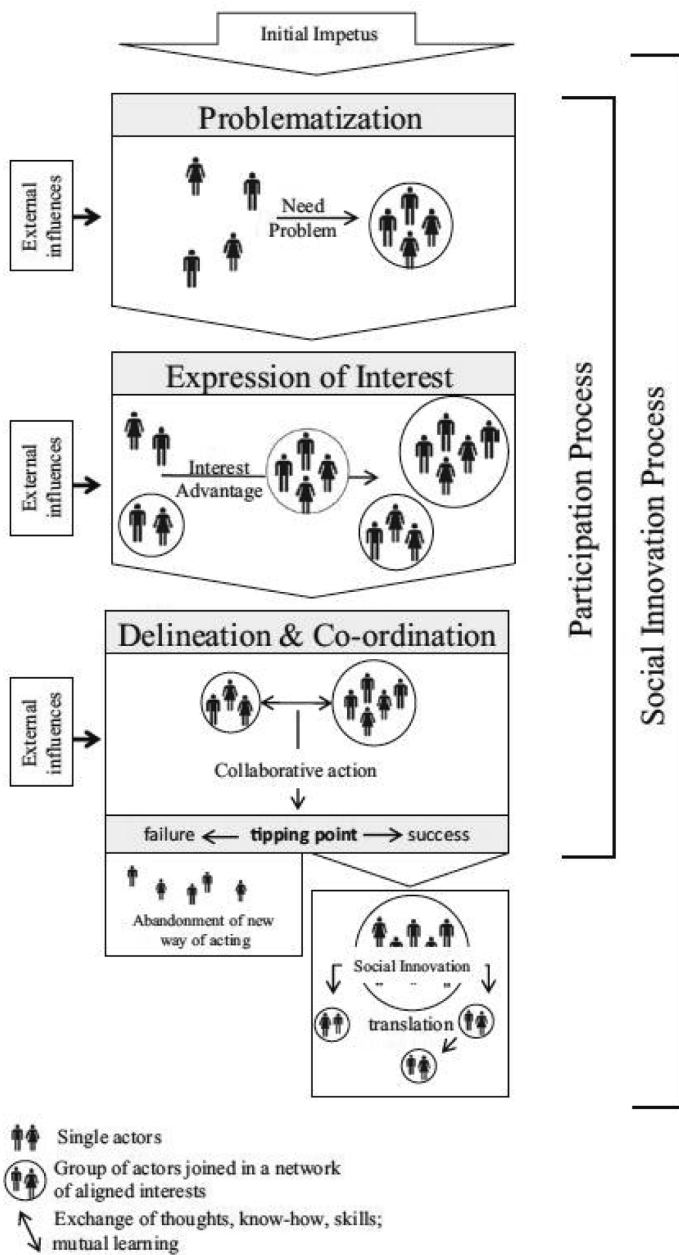 Initial Impetus
Problematization
External
influences
Need
Problem
Expression of Interest
External
influences
Interest
Advantage
Delineation & Co-ordination
External
influences
Collaborative action
failure
tipping point
success
Abandonment of new
way of acting
Social Innovation
translation
Participation Process
Social Innovation Process
Single actors
Group of actors joined in a network
of aligned interests
Exchange of thoughts, know-how, skills;
mutual learning